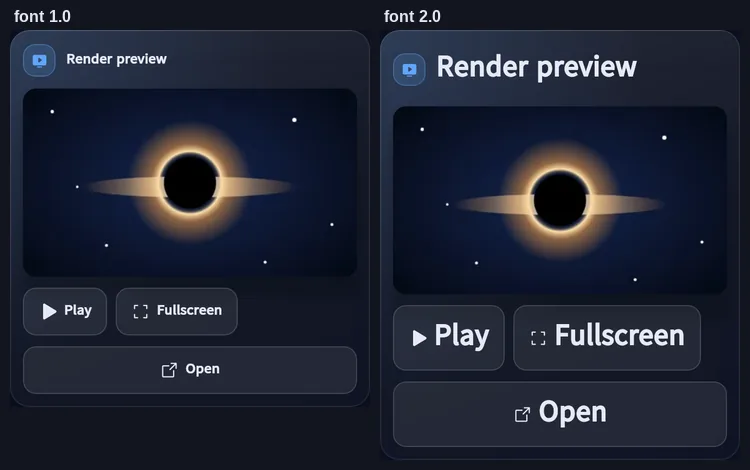 font 1.0
Render preview
Play
Fullscreen
Open
font 2.0
Render preview
Play
Fullscreen
Open